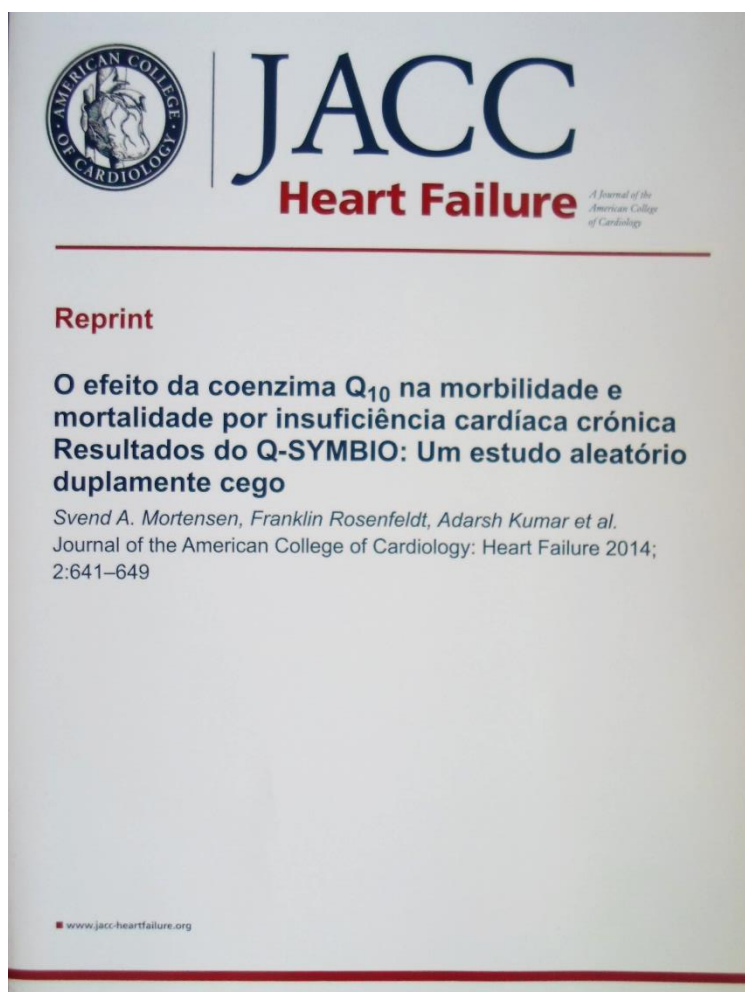 AMERICAN COLLEGE OF CARDIOLOGY
JACC
Heart Failure
A Journal of the
American College
of Cardiology
Reprint
O efeito da coenzima Q₁₀ na morbilidade e
mortalidade por insuficiência cardíaca crónica
Resultados do Q-SYMBIO: Um estudo aleatório
duplamente cego
Svend A. Mortensen, Franklin Rosenfeldt, Adarsh Kumar et al.
Journal of the American College of Cardiology: Heart Failure 2014;
2:641–649
www.jacc-heartfailure.org